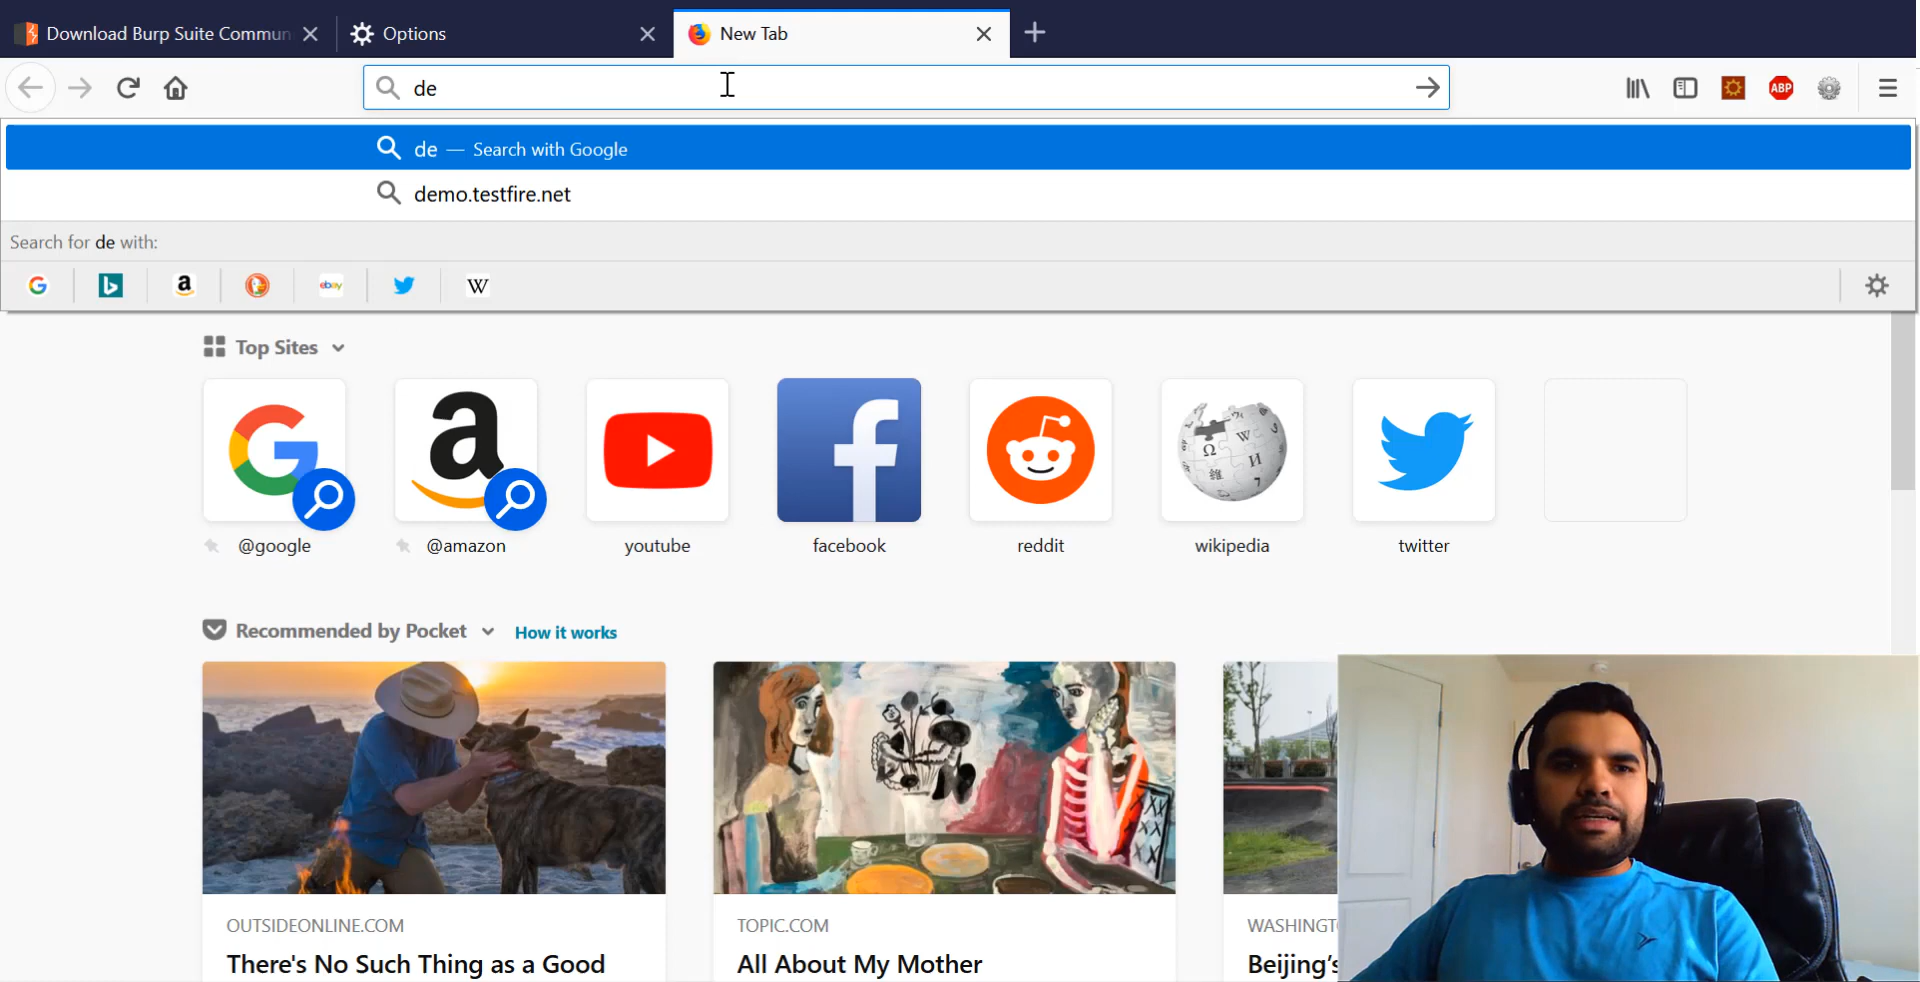 Download Burp Suite Commun
Options
New Tab
de
de — Search with Google
demo.testfire.net
Search for de with:
G b a ebay W
ABP
Top Sites
@google
@amazon
youtube
facebook
reddit
wikipedia
twitter
Recommended by Pocket How it works
OUTSIDEONLINE.COM
There's No Such Thing as a Good
TOPIC.COM
All About My Mother
WASHINGT
Beijing's